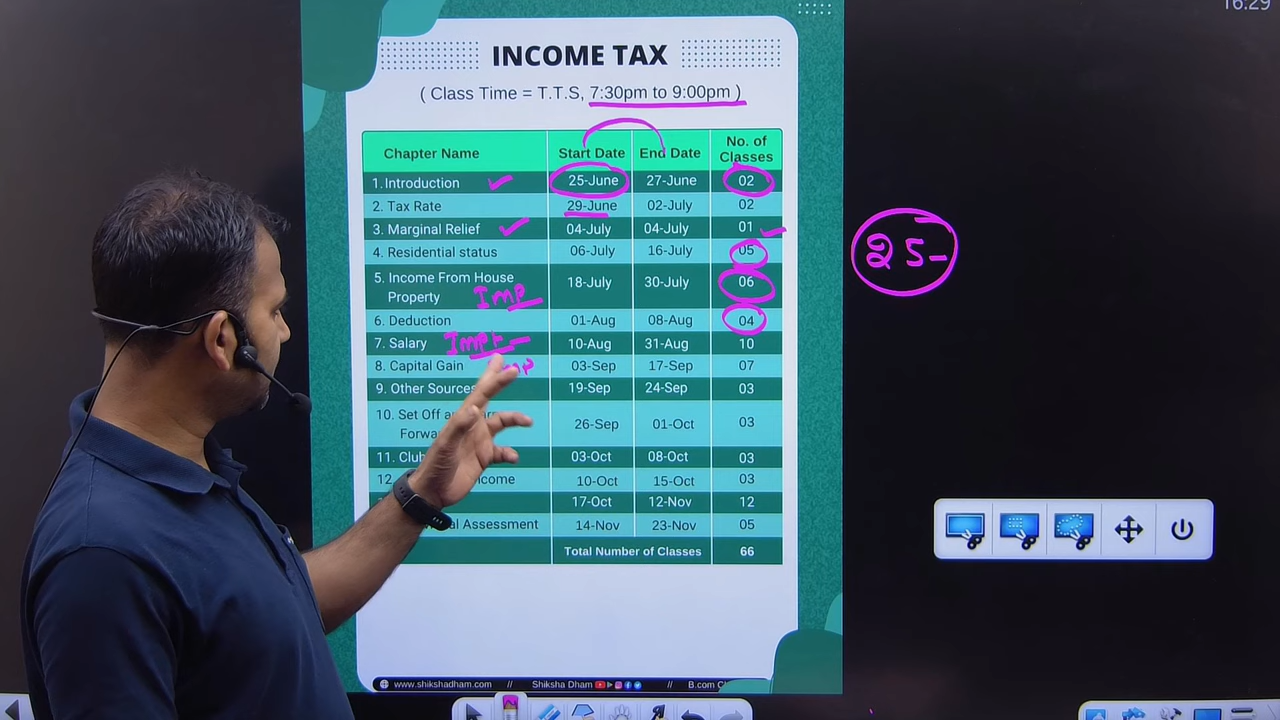 16:29
INCOME TAX
( Class Time = T.T.S, 7:30pm to 9:00pm )
Chapter Name Start Date End Date No. of Classes
1. Introduction 25-June 27-June 02
2. Tax Rate 29-June 02-July 02
3. Marginal Relief 04-July 04-July 01
4. Residential status 06-July 16-July 05
5. Income From House
Property 18-July 30-July 06
Imp
6. Deduction 01-Aug 08-Aug 04
7. Salary Impt 10-Aug 31-Aug 10
8. Capital Gain 03-Sep 17-Sep 07
9. Other Sources 19-Sep 24-Sep 03
10. Set Off
26-Sep 01-Oct 03
11. Club 03-Oct 08-Oct 03
12. come 10-Oct 15-Oct 03
17-Oct 12-Nov 12
Assessment 14-Nov 23-Nov 05
Total Number of Classes 66
25
www.shikshadham.com // Shiksha Dham // B.com